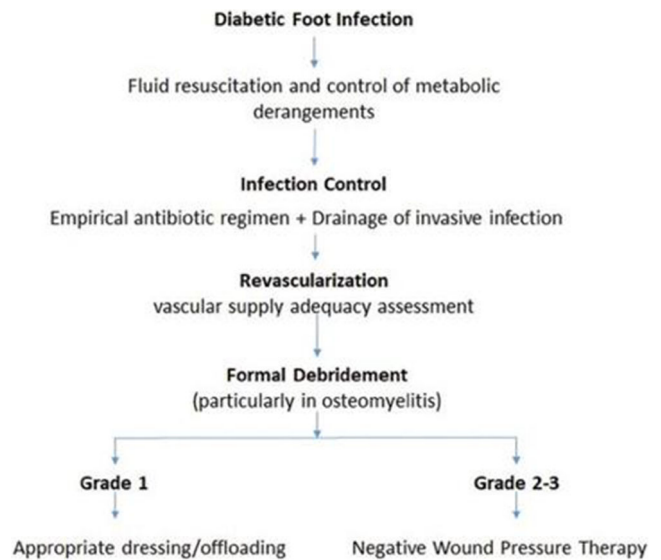 Diabetic Foot Infection
Fluid resuscitation and control of metabolic
derangements
Infection Control
Empirical antibiotic regimen + Drainage of invasive infection
Revascularization
vascular supply adequacy assessment
Formal Debridement
(particularly in osteomyelitis)
Grade 1
Grade 2-3
Appropriate dressing/offloading
Negative Wound Pressure Therapy